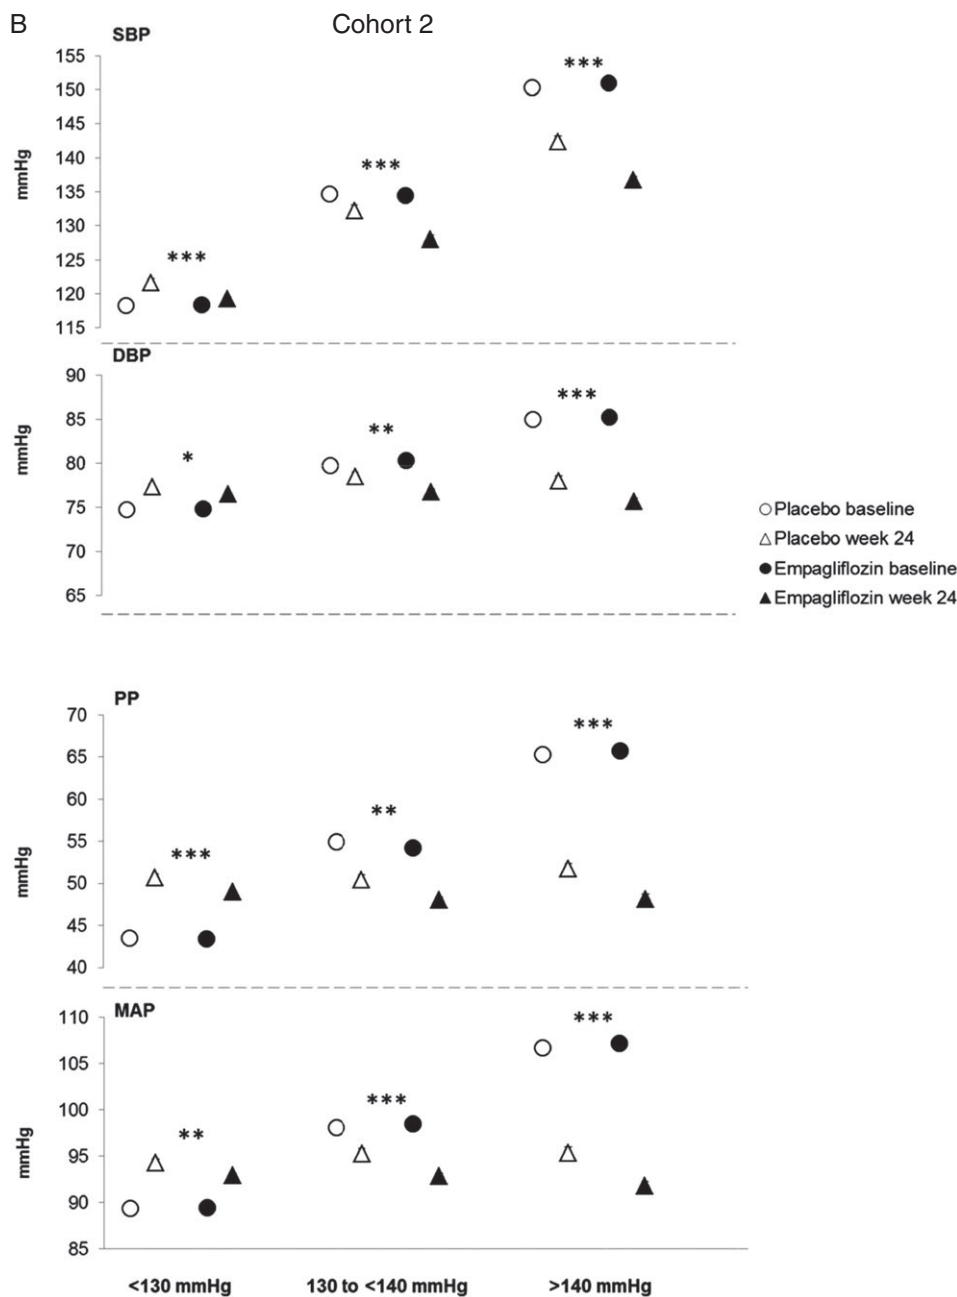 B
Cohort 2
SBP
155
150
145
140
135
130
125
120
115
mmHg
***
***
***
DBP
90
85
80
75
70
65
mmHg
*
**
***
Placebo baseline
Placebo week 24
Empagliflozin baseline
Empagliflozin week 24
PP
70
65
60
55
50
45
40
mmHg
***
**
***
MAP
110
105
100
95
90
85
mmHg
**
***
***
<130 mmHg
130 to <140 mmHg
>140 mmHg